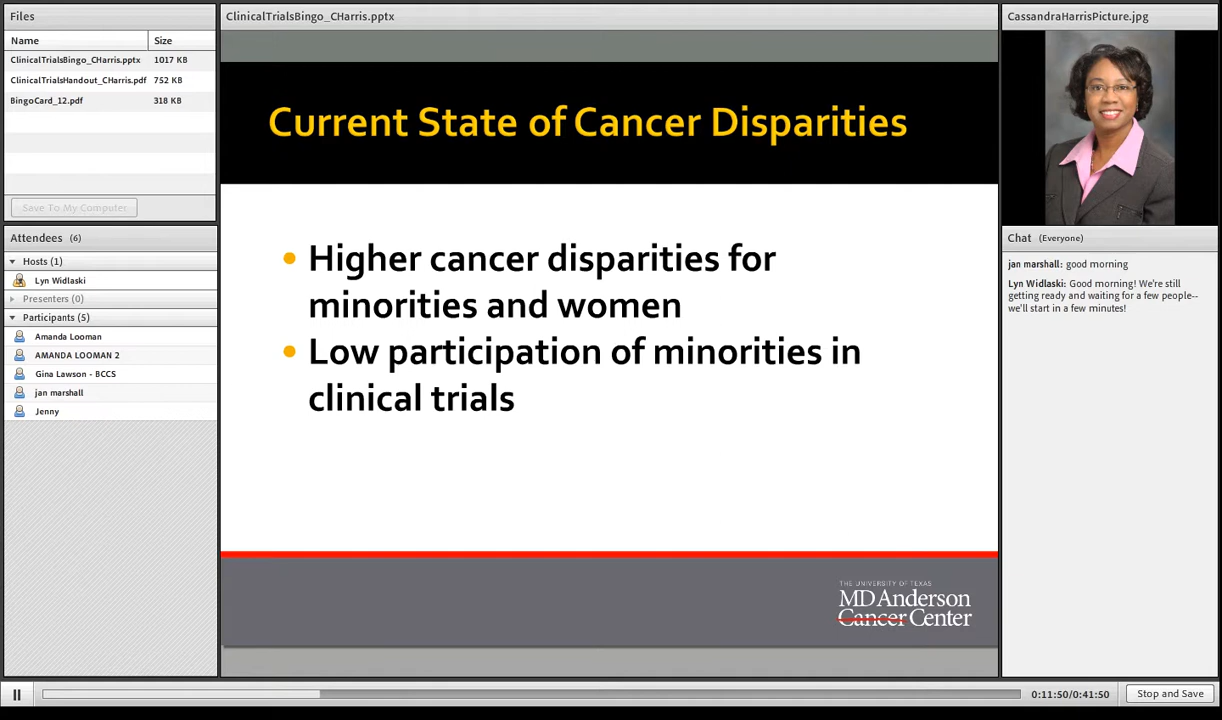 Files
Name Size
ClinicalTrialsBingo_CHarris.pptx 1017 KB
ClinicalTrialsHandout_CHarris.pdf 752 KB
BingoCard_12.pdf 318 KB
Save To My Computer
Attendees (6)
Hosts (1)
Lyn Widlaski
Presenters (0)
Participants (5)
Amanda Looman
AMANDA LOOMAN 2
Gina Lawson - BCCS
jan marshall
Jenny
ClinicalTrialsBingo_CHarris.pptx
Current State of Cancer Disparities
• Higher cancer disparities for
minorities and women
• Low participation of minorities in
clinical trials
THE UNIVERSITY OF TEXAS
MD Anderson
Cancer Center
CassandraHarrisPicture.jpg
Chat (Everyone)
jan marshall: good morning
Lyn Widlaski: Good morning! We're still
getting ready and waiting for a few people--
we'll start in a few minutes!
0:11:50/0:41:50
Stop and Save